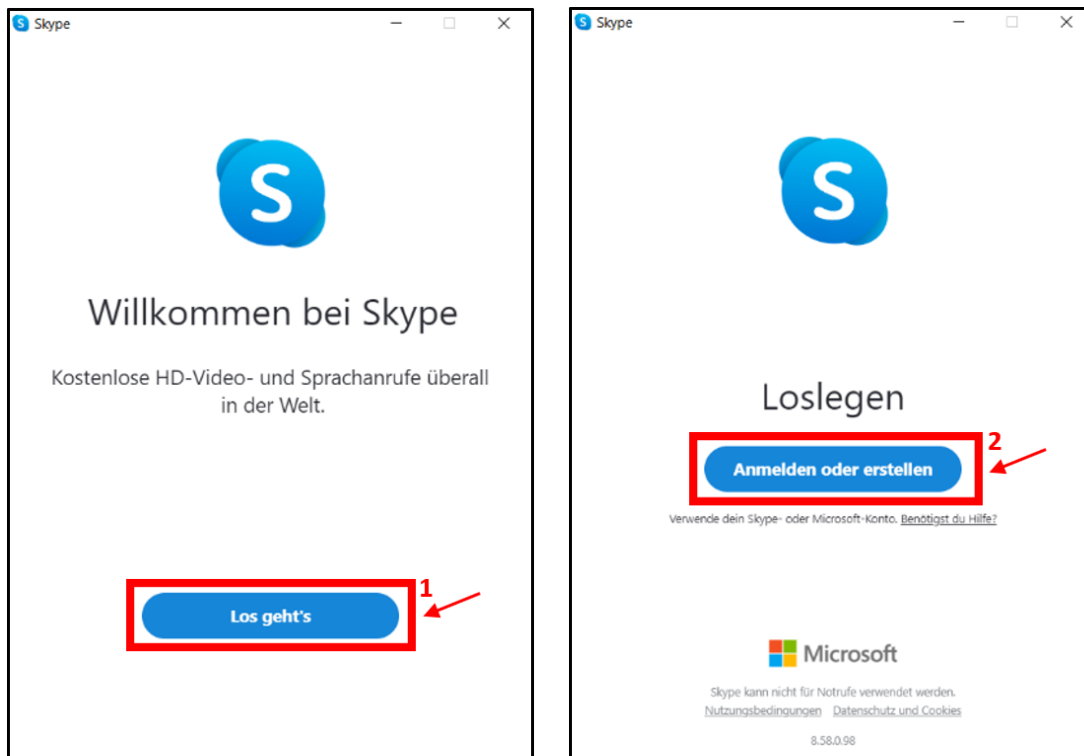 Skype
S
Willkommen bei Skype
Kostenlose HD-Video- und Sprachanrufe überall
in der Welt.
1
Los geht's
Skype
S
Loslegen
2
Anmelden oder erstellen
Verwende dein Skype- oder Microsoft-Konto. Benötigst du Hilfe?
Microsoft
Skype kann nicht für Notrufe verwendet werden.
Nutzungsbedingungen Datenschutz und Cookies
8.58.0.98